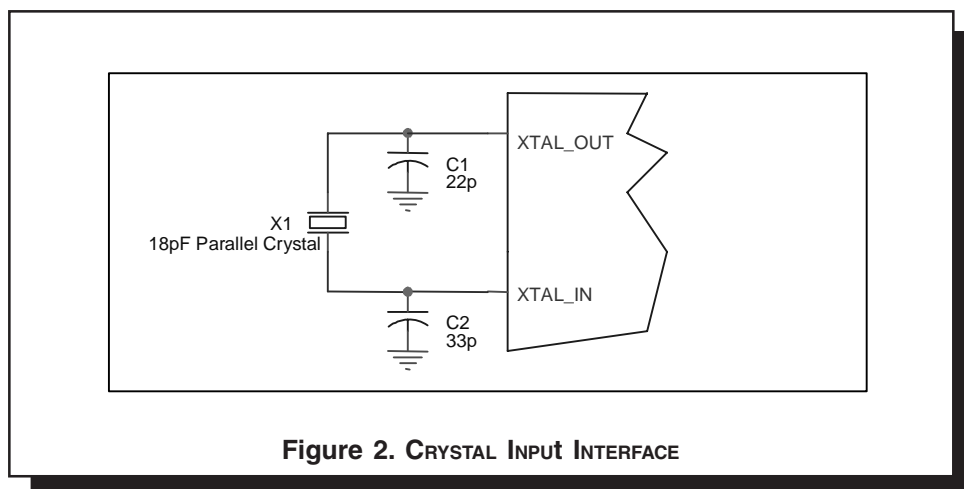 XTAL_OUT
C1
22p
X1
18pF Parallel Crystal
XTAL_IN
C2
33p
Figure 2. CRYSTAL INPUt INTERFACE